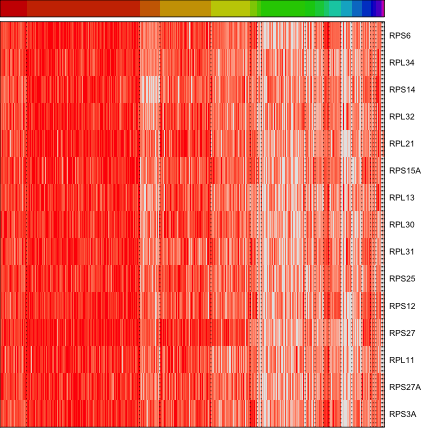 RPS6
RPL34
RPS14
RPL32
RPL21
RPS15A
RPL13
RPL30
RPL31
RPS25
RPS12
RPS27
RPL11
RPS27A
RPS3A